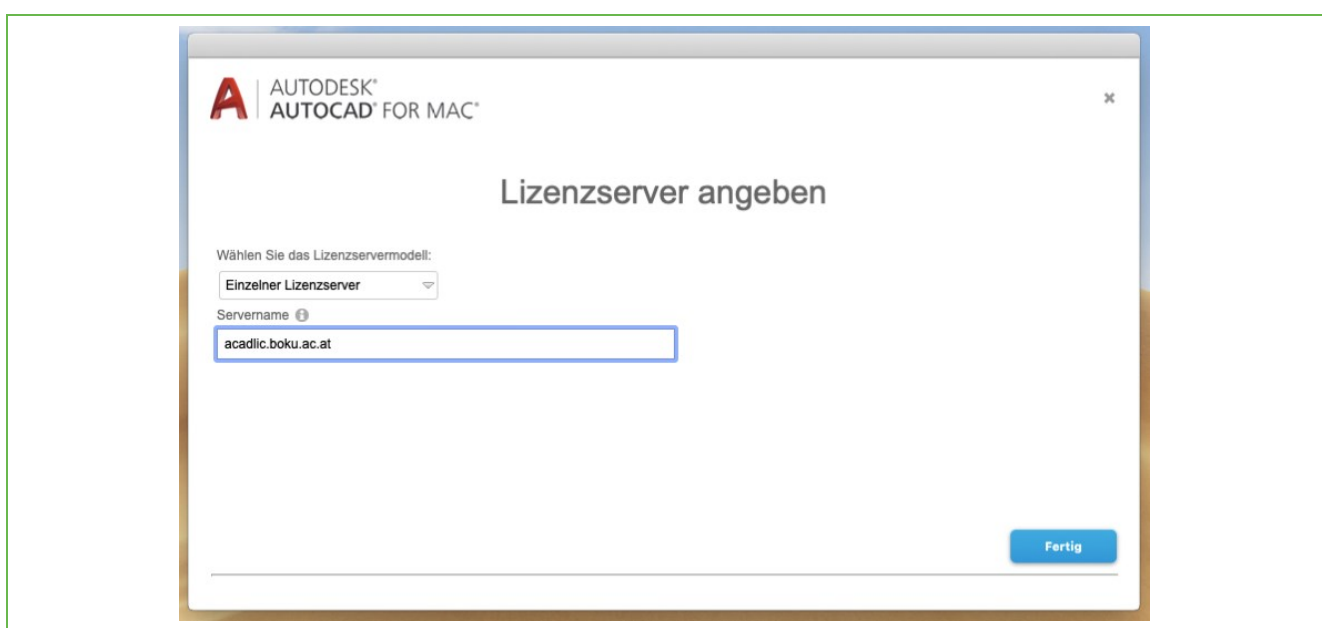 AUTODESK®
AUTOCAD® FOR MAC®
Lizenzserver angeben
Wählen Sie das Lizenzservermodell:
Einzelner Lizenzserver
Servername
acadlic.boku.ac.at
Fertig